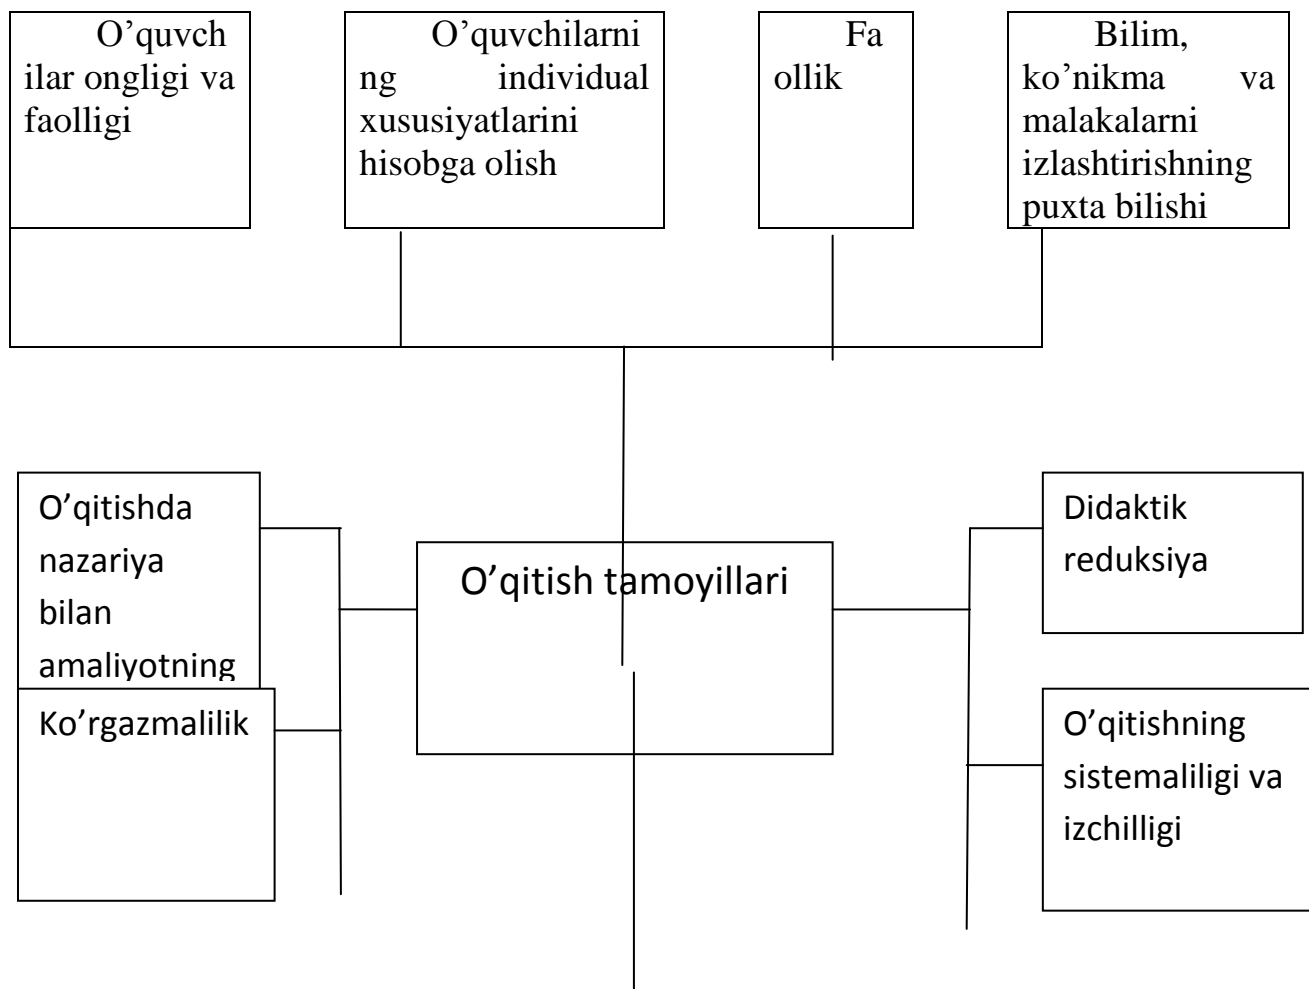 O’quvch
ilar ongligi va
faolligi
O’quvchilarni
ng individual
xususiyatlarini
hisobga olish
Fa
ollik
Bilim,
ko’nikma va
malakalarni
izlashtirishning
puxta bilishi
O’qitishda
nazariya
bilan
amaliyotning
Ko’rgazmalilik
O’qitish tamoyillari
Didaktik
reduksiya
O’qitishning
sistemaliligi va
izchilligi